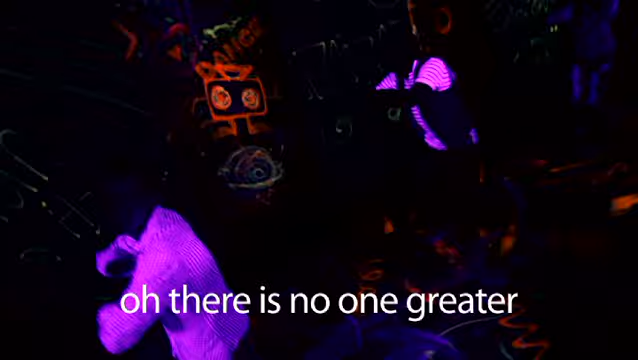 oh there is no one greater